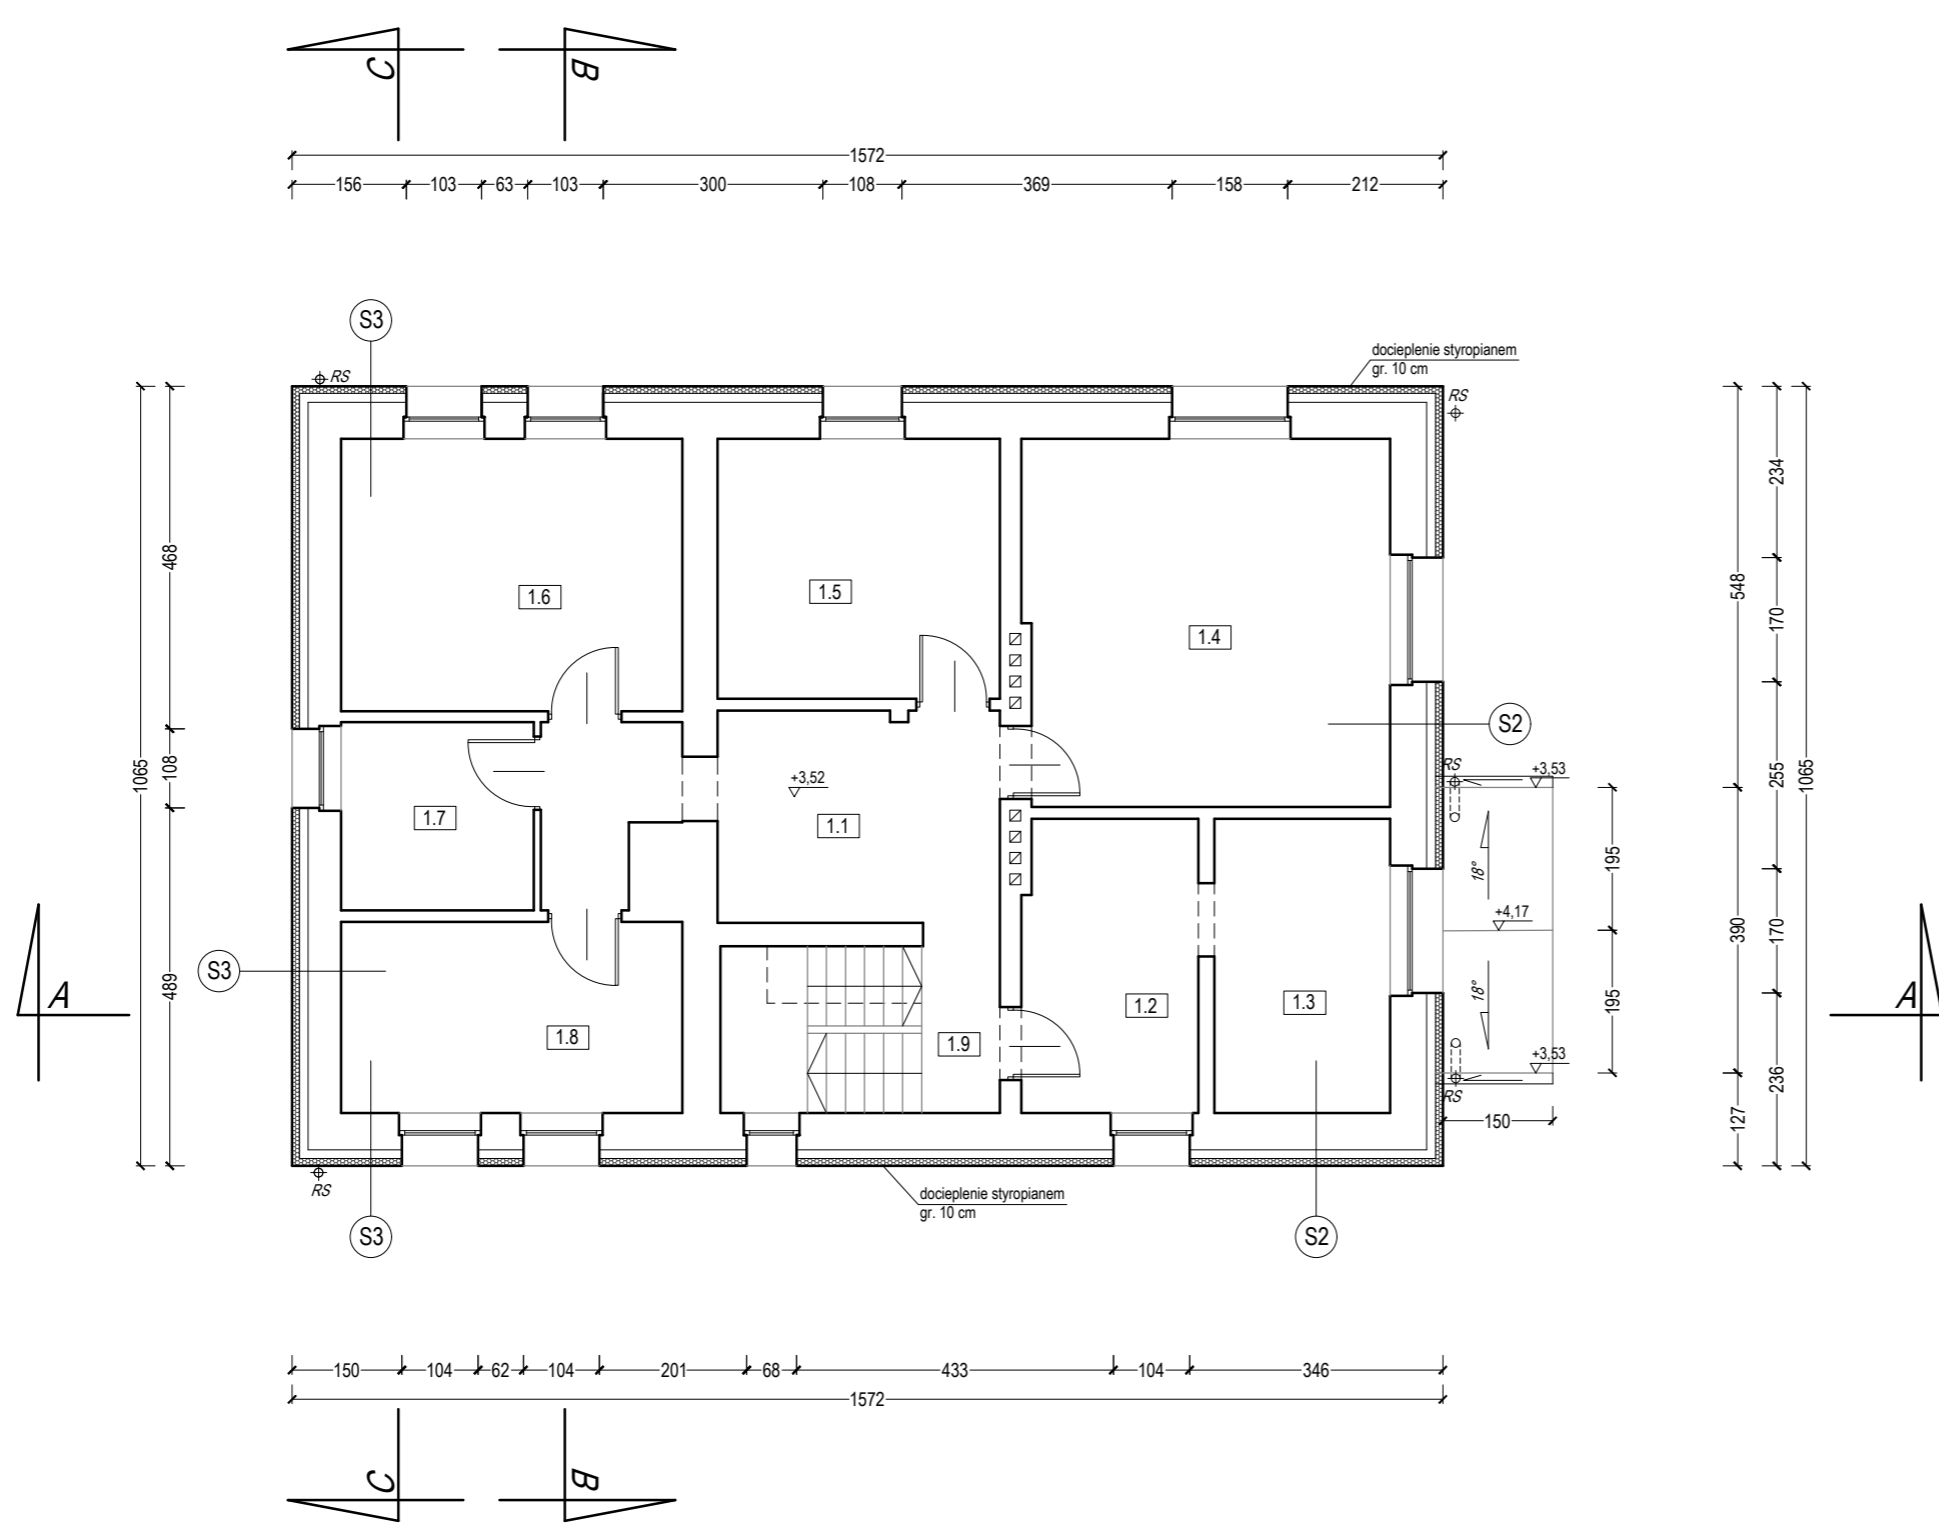 C
B
1572
156 103 63 103 300 108 369 158 212
S3
docieplenie styropianem
gr. 10 cm
RS
RS
234
468
548
1.6
1.5
170
1.4
S2
1065
108
+3,52
RS
+3,53
255
1065
1.7
1.1
195
18°
+4,17
390
170
S3
489
A
A
18°
1.2
1.3
195
1.8
1.9
+3,53
236
RS
127
150
RS
docieplenie styropianem
gr. 10 cm
S3
S2
150 104 62 104 201 68 433 104 346
1572
C
B